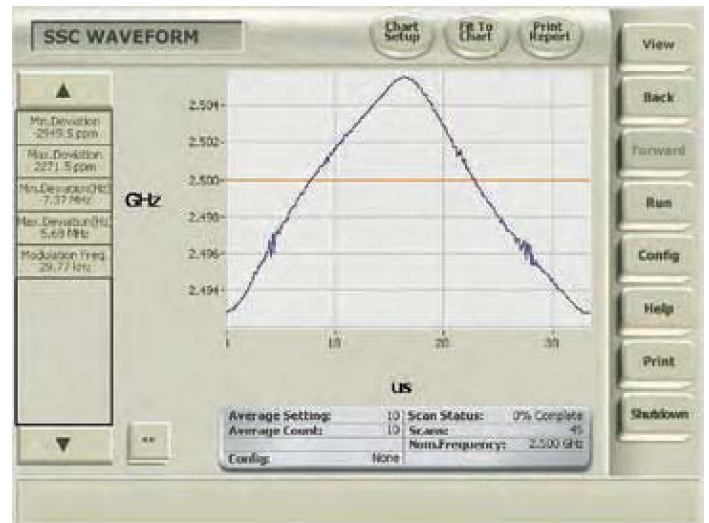 SSC WAVEFORM
Chart Setup
Fit To Chart
Print Report
View
Back
Forward
Run
Config
Help
Print
Shutdown
Min.Deviation
-2949.5 ppm
Max.Deviation
2271.5 ppm
Min.Deviation(Hz)
-7.37 MHz
Max.Deviation(Hz)
5.68 MHz
Modulation Freq.
29.77 kHz
GHz
2.504
2.502
2.500
2.498
2.496
2.494
10
20
30
us
Average Setting: 10
Average Count: 10
Config: None
Scan Status: 0% Complete
Scans: 45
Nom.Frequency: 2.500 GHz